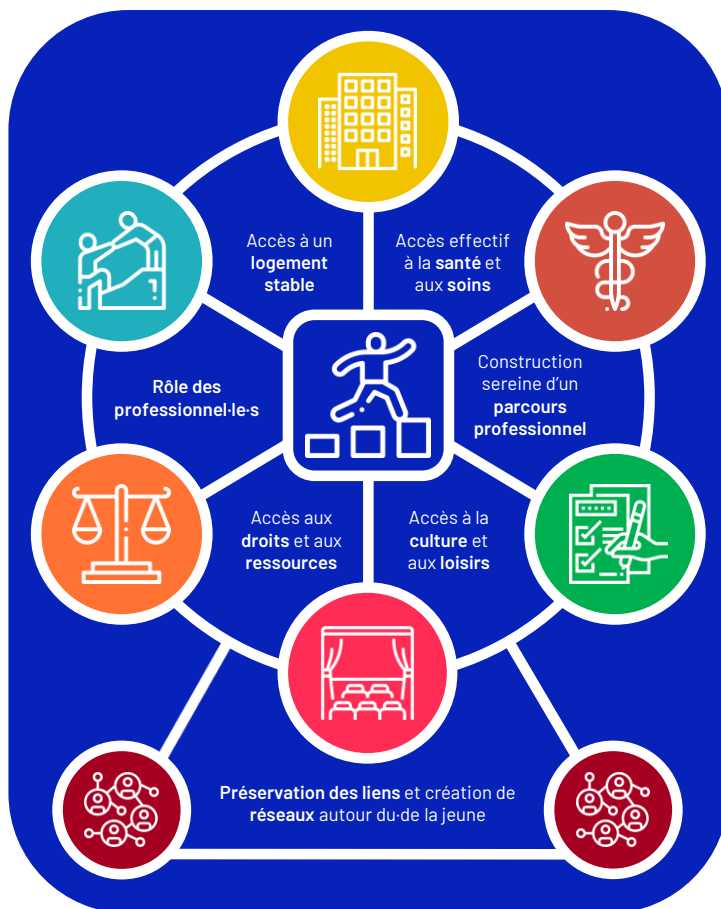 Accès à un
logement
stable
Accès effectif
à la santé et
aux soins
Rôle des
professionnel·le·s
Construction
sereine d'un
parcours
professionnel
Accès aux
droits et aux
ressources
Accès à la
culture et
aux loisirs
Préservation des liens et création de
réseaux autour du·de la jeune